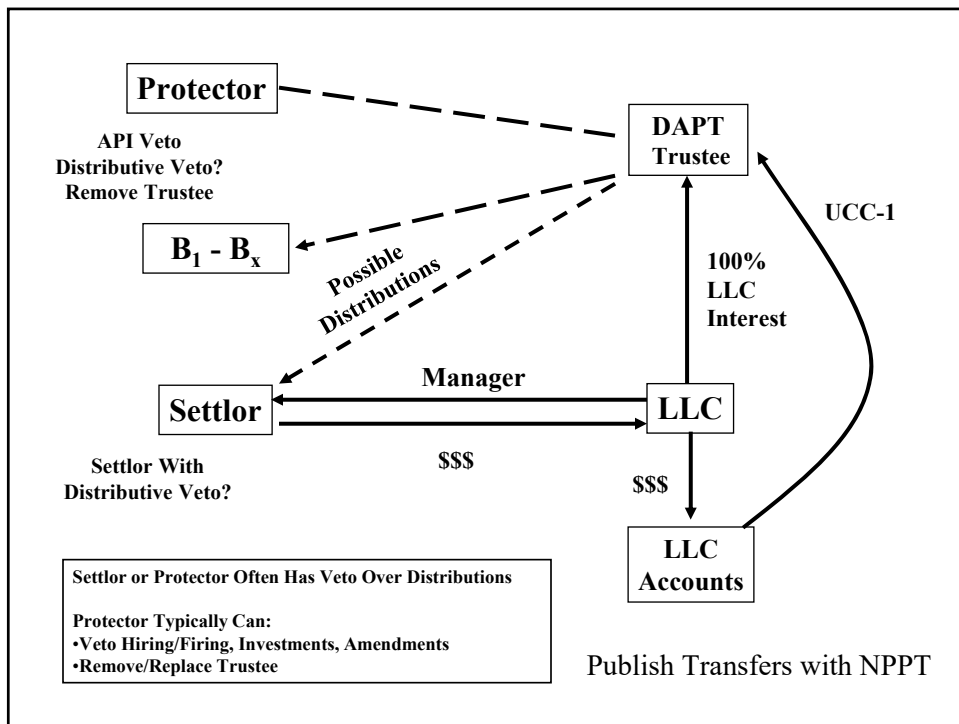 Protector
API Veto
Distributive Veto?
Remove Trustee
DAPT
Trustee
UCC-1
B1 - Bx
Possible
Distributions
100%
LLC
Interest
Manager
Settlor
LLC
$$$
Settlor With
Distributive Veto?
$$$
LLC
Accounts
Settlor or Protector Often Has Veto Over Distributions
Protector Typically Can:
•Veto Hiring/Firing, Investments, Amendments
•Remove/Replace Trustee
Publish Transfers with NPPT